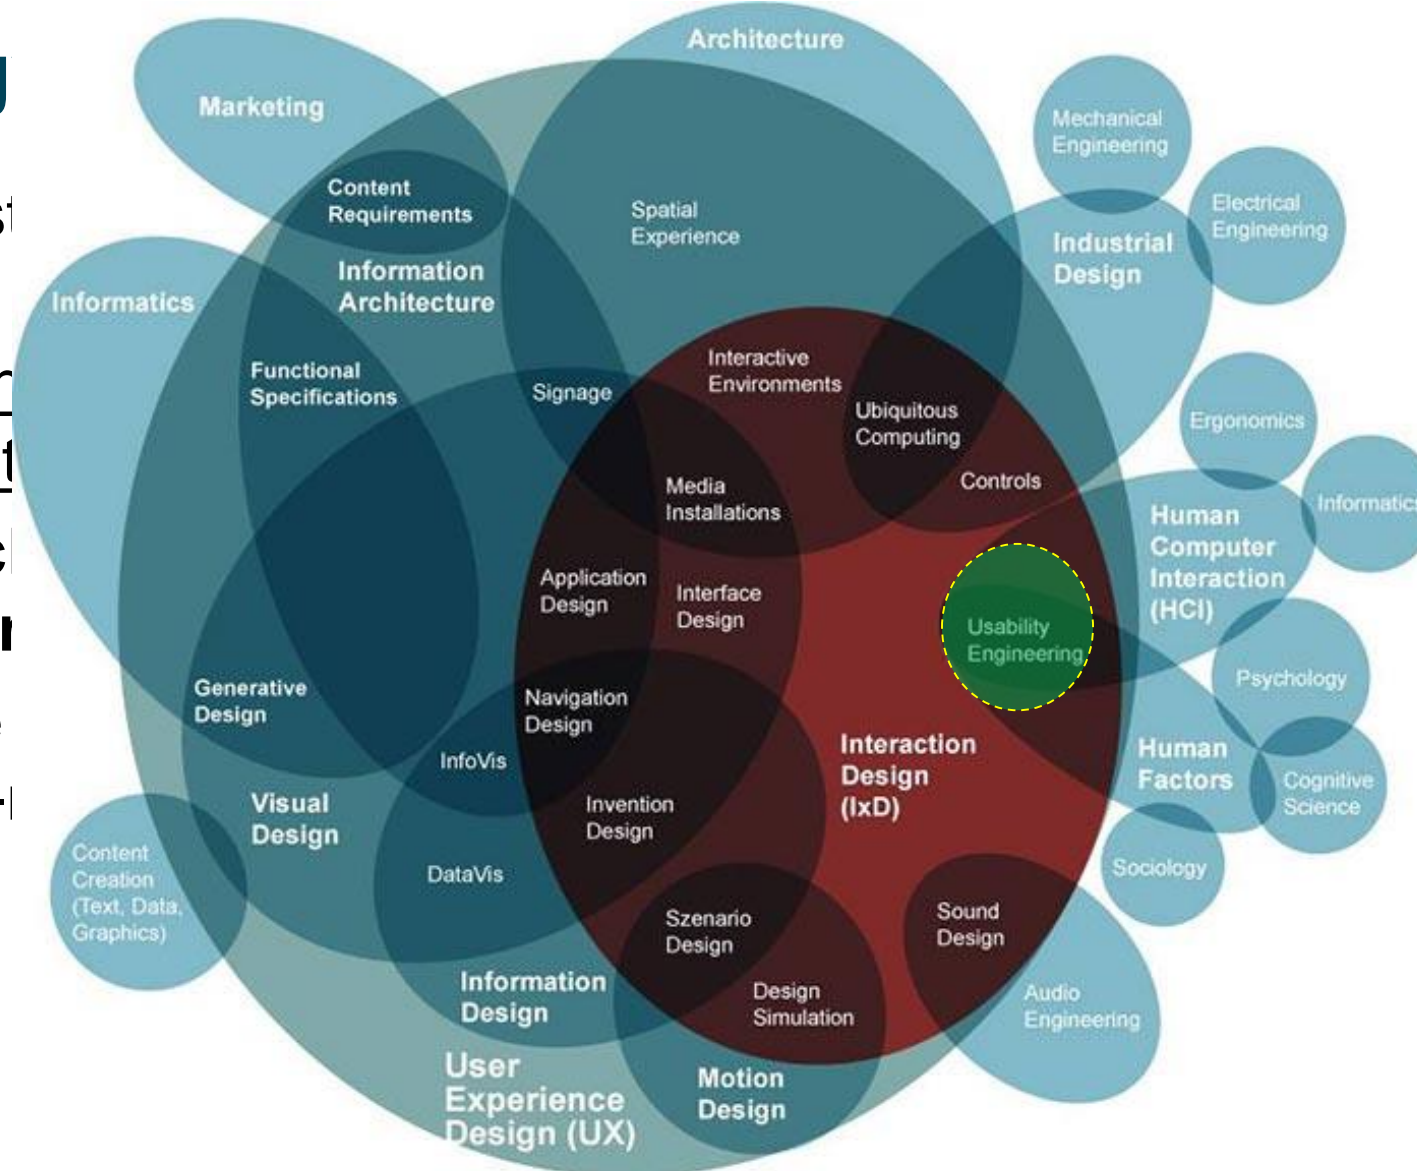 Architecture
Marketing
Mechanical
Engineering
Content
Requirements
Spatial
Experience
Electrical
Engineering
Industrial
Design
Information
Architecture
Informatics
Functional
Specifications
Signage
Interactive
Environments
Ubiquitous
Computing
Ergonomics
Controls
Media
Installations
Human
Computer
Interaction
(HCI)
Informatics
Application
Design
Interface
Design
Usability
Engineering
Psychology
Generative
Design
Navigation
Design
InfoVis
Interaction
Design
(IxD)
Human
Factors
Cognitive
Science
Visual
Design
Invention
Design
Content
Creation
(Text, Data,
Graphics)
DataVis
Sociology
Szenario
Design
Sound
Design
Information
Design
Design
Simulation
Audio
Engineering
User
Experience
Design (UX)
Motion
Design